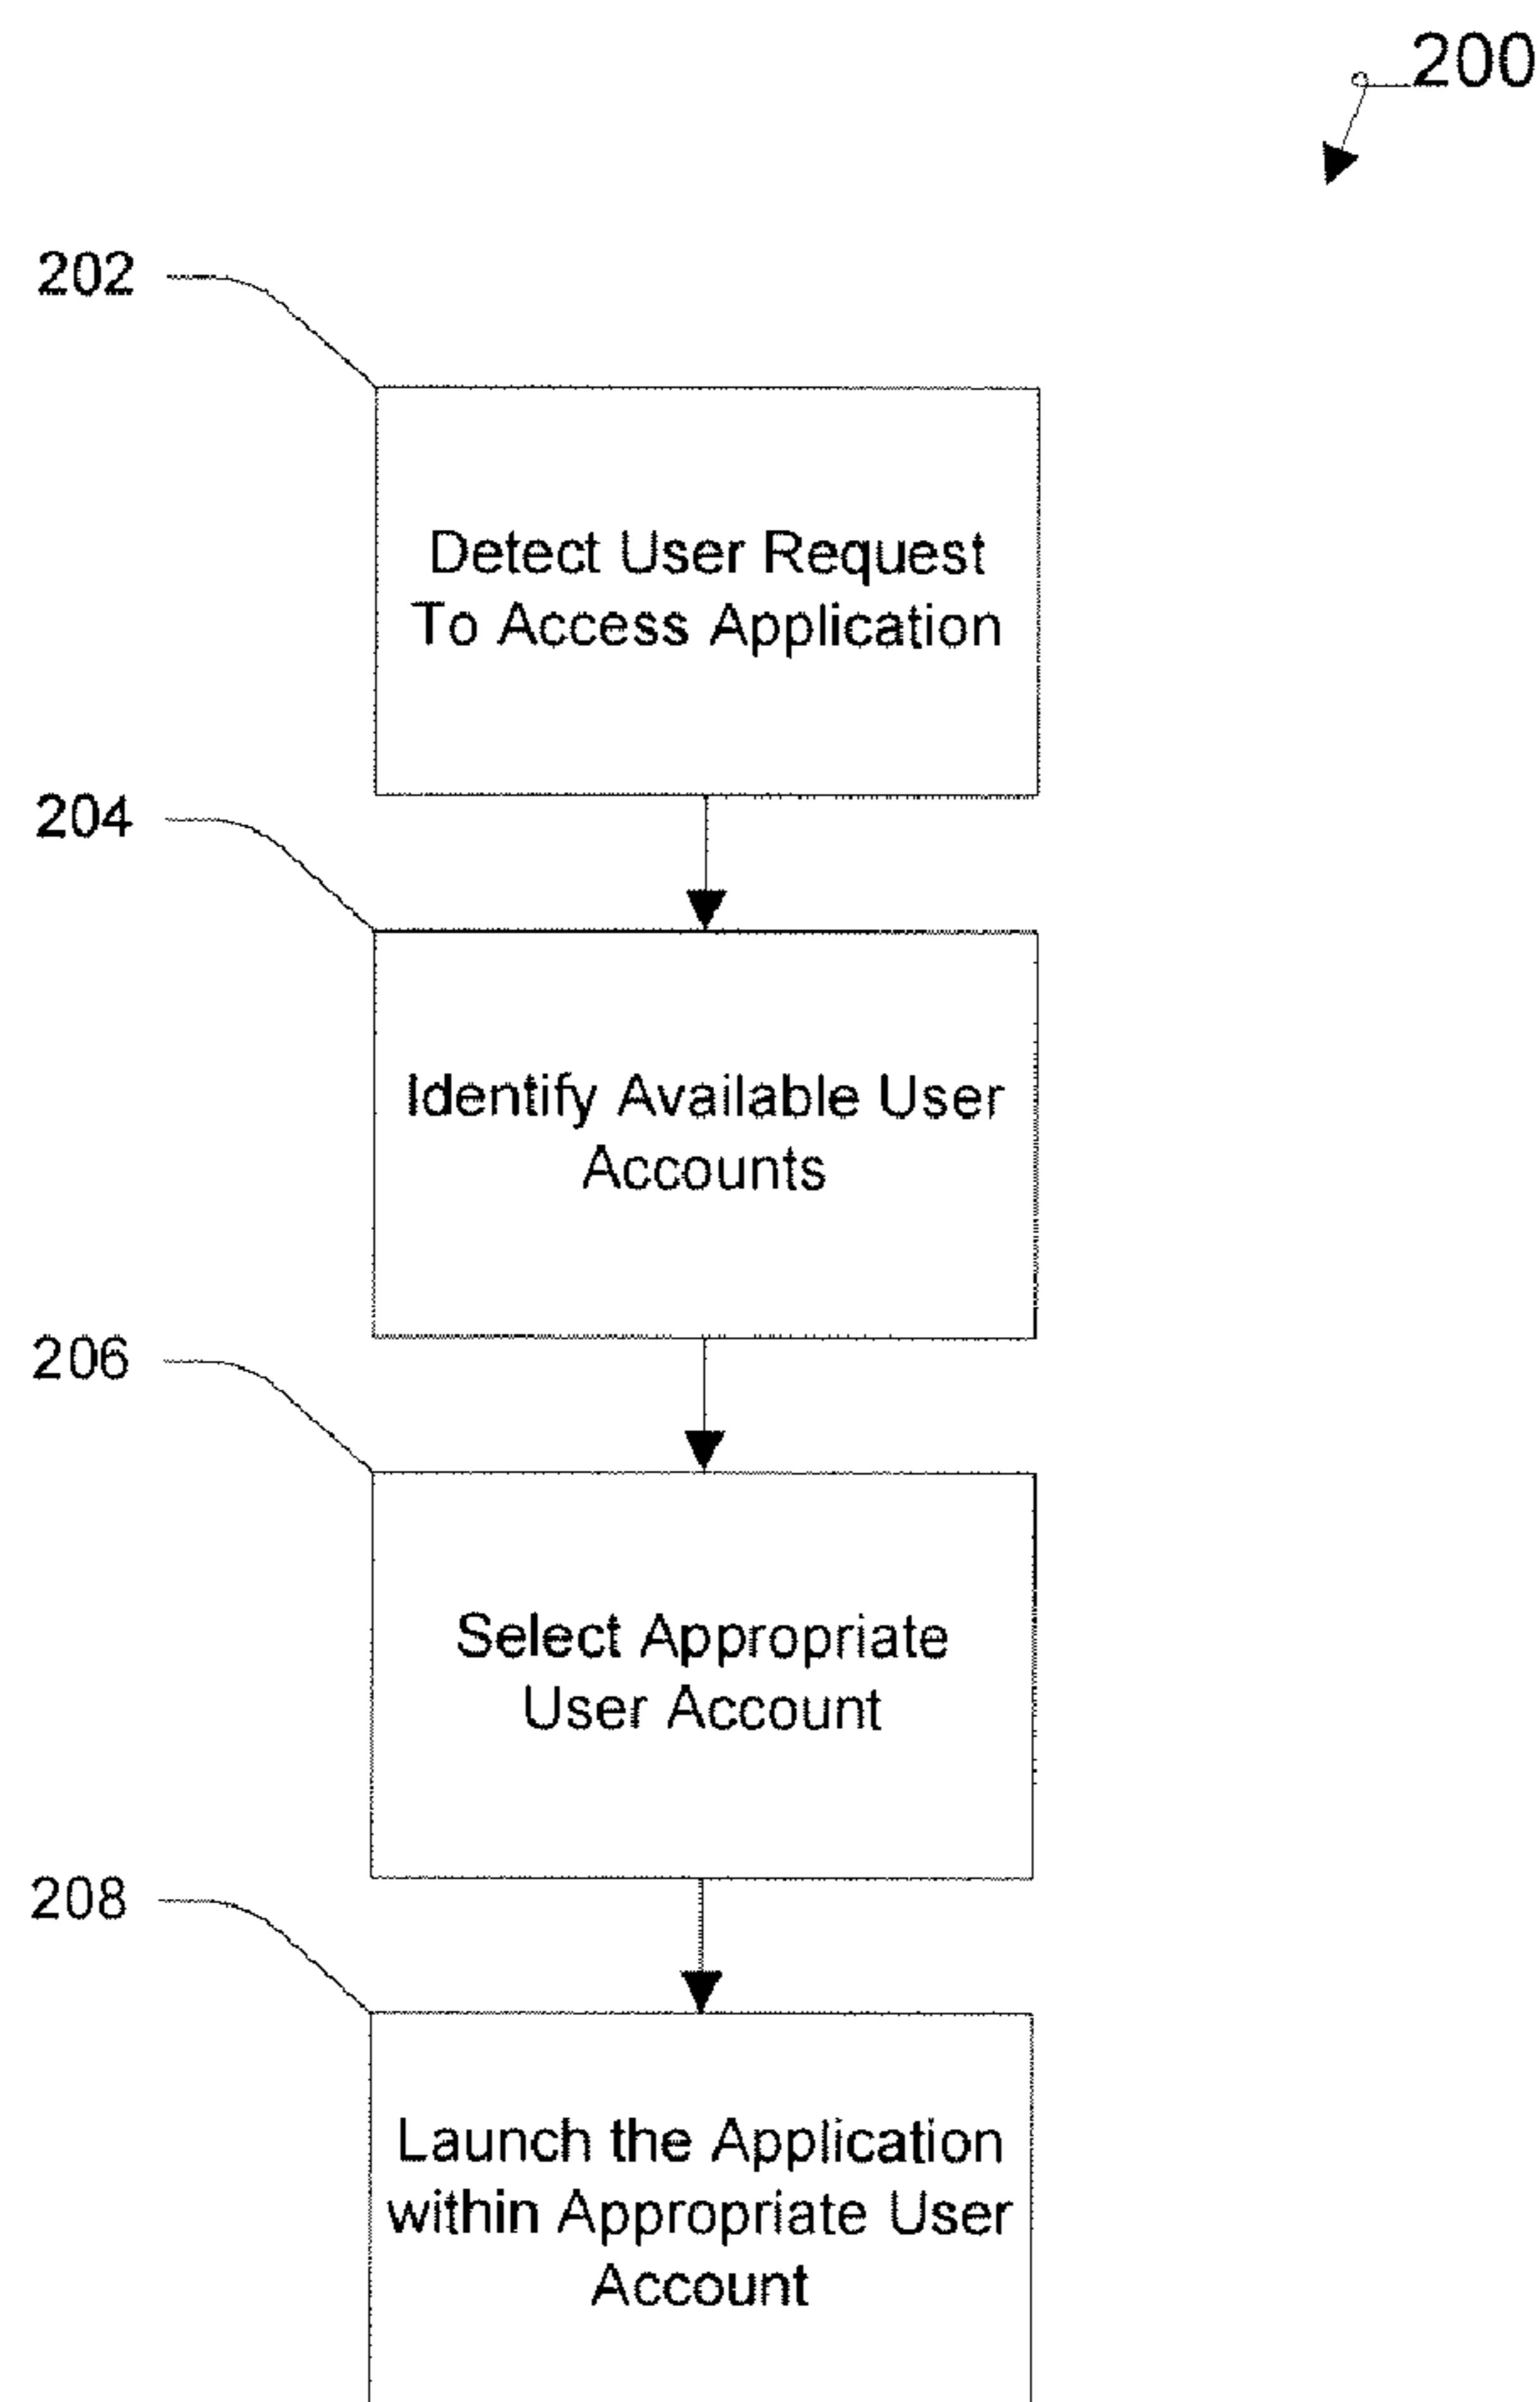 200
202
Detect User Request
To Access Application
204
Identify Available User
Accounts
206
Select Appropriate
User Account
208
Launch the Application
within Appropriate User
Account